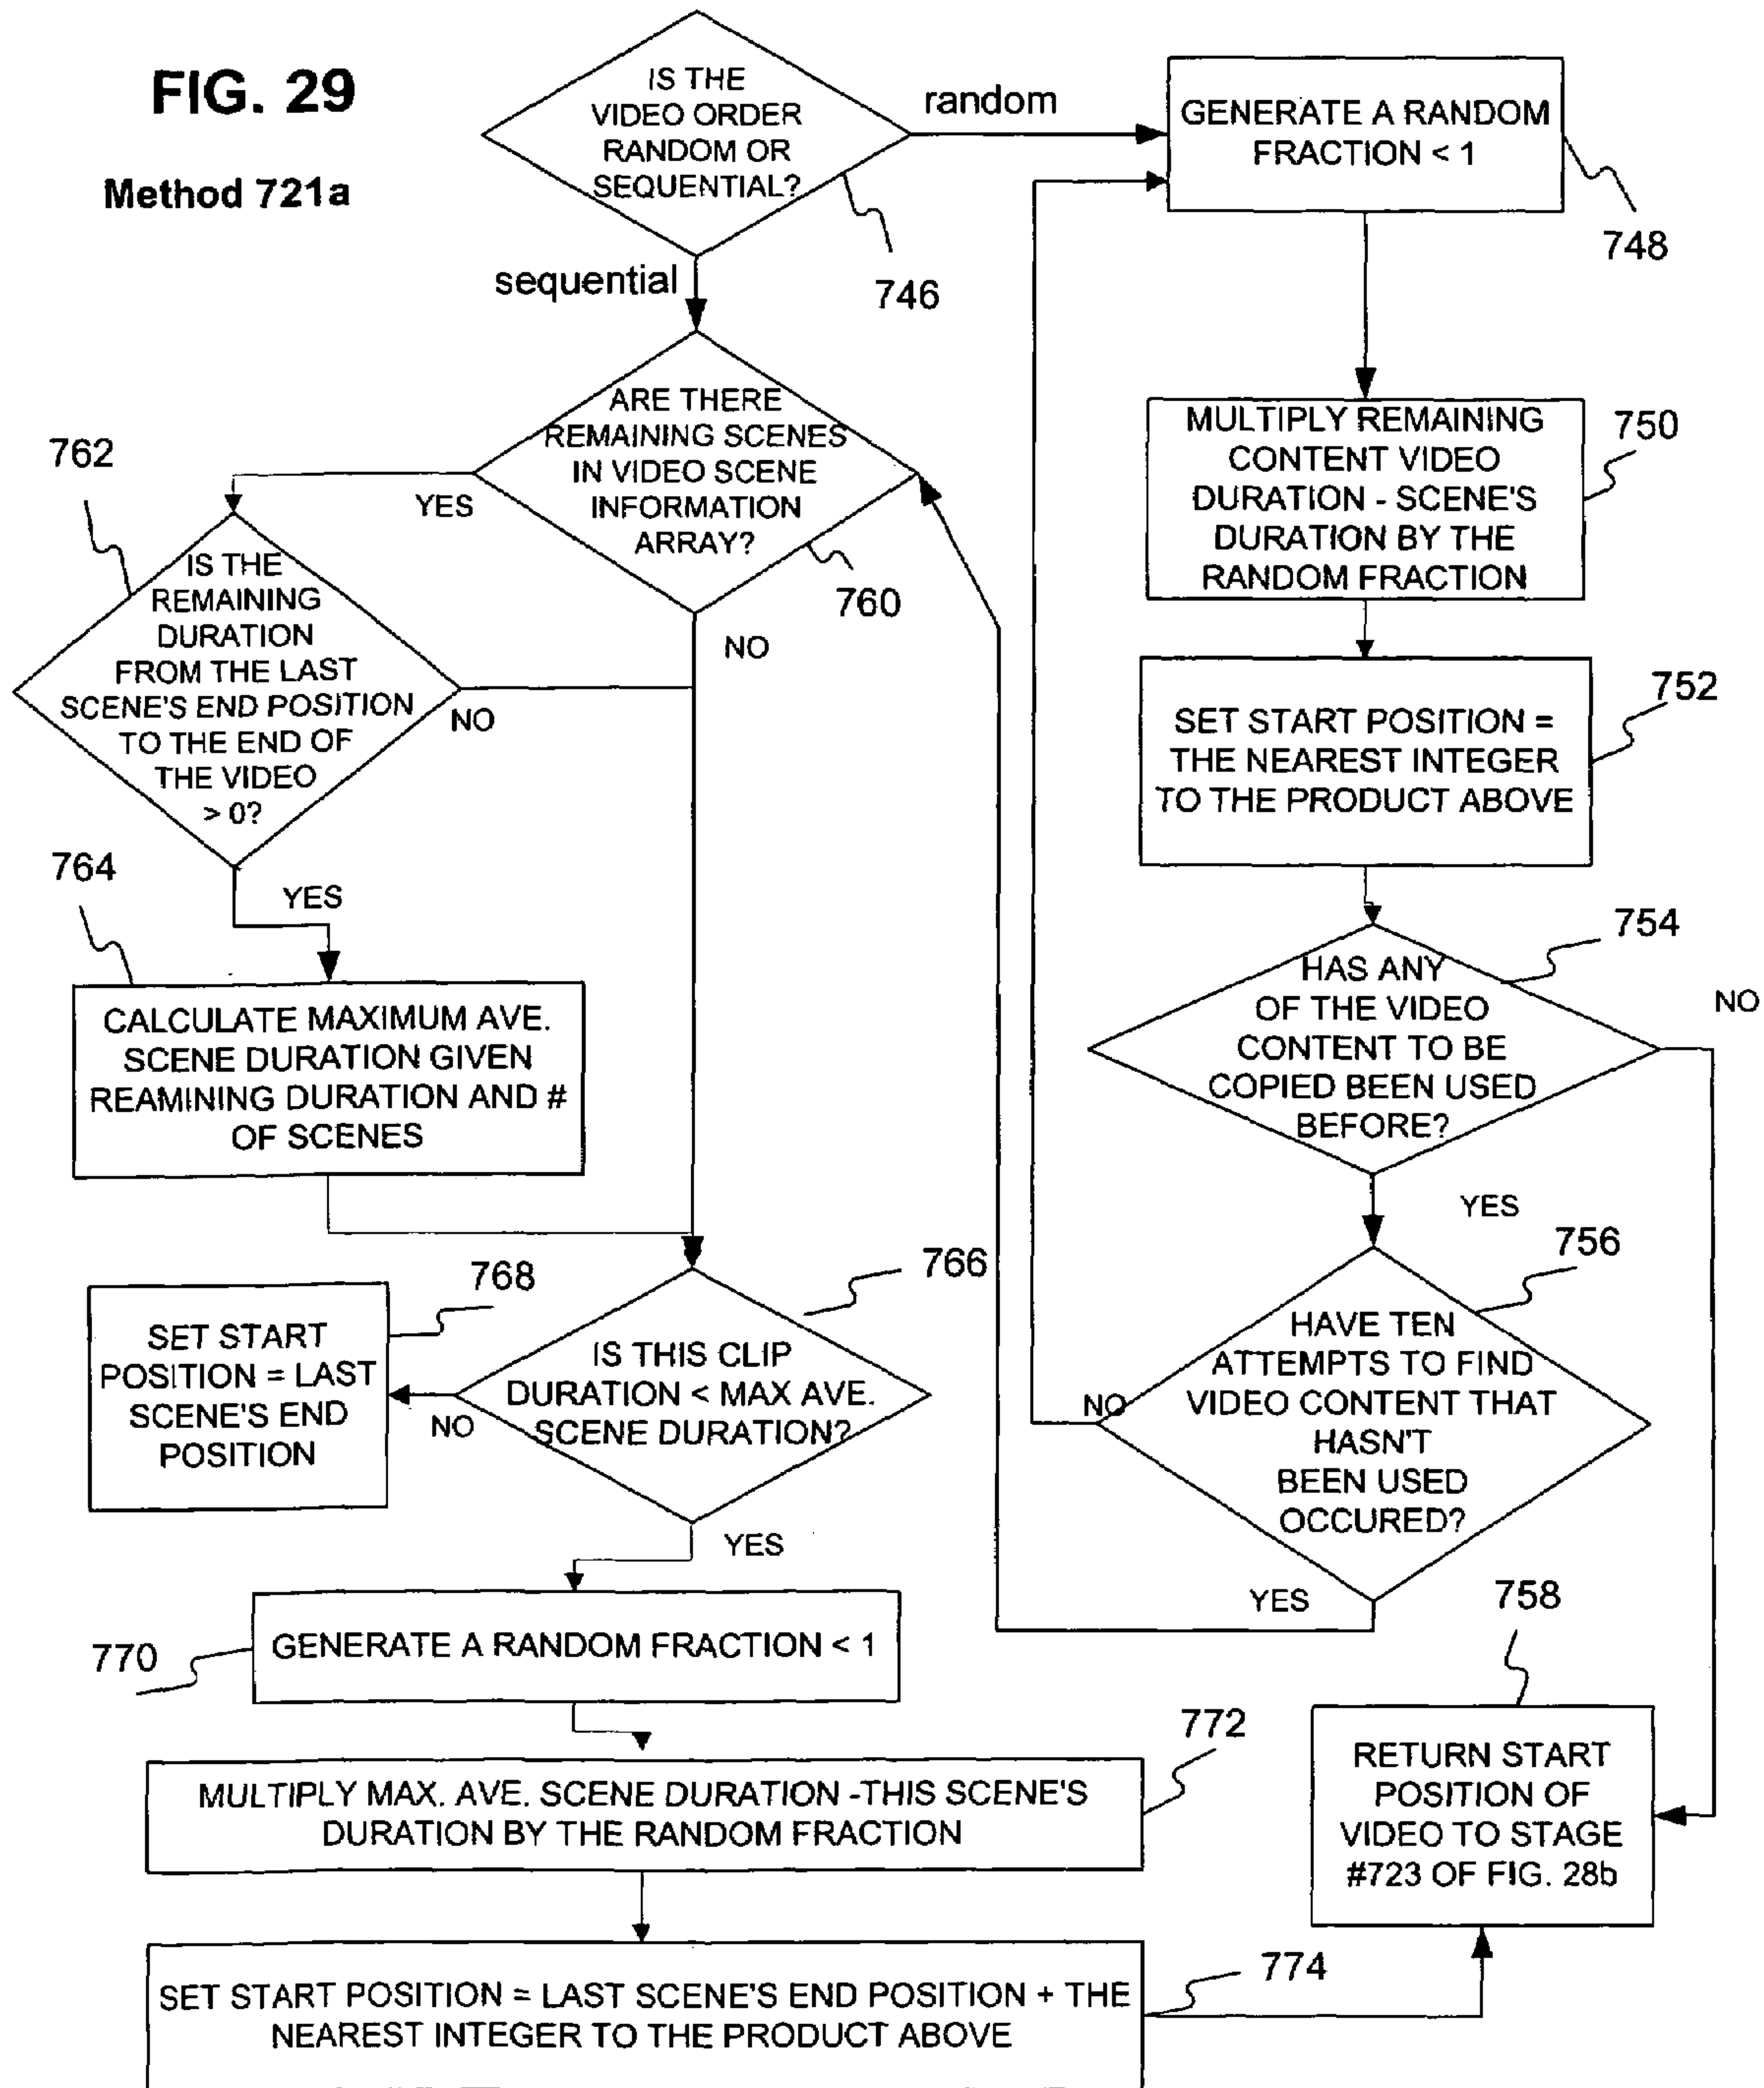 FIG. 29
Method 721a
IS THE
VIDEO ORDER
RANDOM OR
SEQUENTIAL?
random
746
sequential
GENERATE A RANDOM
FRACTION < 1
748
MULTIPLY REMAINING
CONTENT VIDEO
DURATION - SCENE'S
DURATION BY THE
RANDOM FRACTION
750
SET START POSITION =
THE NEAREST INTEGER
TO THE PRODUCT ABOVE
752
HAS ANY
OF THE VIDEO
CONTENT TO BE
COPIED BEEN USED
BEFORE?
754
NO
YES
HAVE TEN
ATTEMPTS TO FIND
VIDEO CONTENT THAT
HASN'T
BEEN USED
OCCURED?
756
NO
YES
RETURN START
POSITION OF
VIDEO TO STAGE
#723 OF FIG. 28b
758
ARE THERE
REMAINING SCENES
IN VIDEO SCENE
INFORMATION
ARRAY?
760
YES
NO
762
IS THE
REMAINING
DURATION
FROM THE LAST
SCENE'S END POSITION
TO THE END OF
THE VIDEO
> 0?
NO
YES
764
CALCULATE MAXIMUM AVE.
SCENE DURATION GIVEN
REAMINING DURATION AND #
OF SCENES
766
IS THIS CLIP
DURATION < MAX AVE.
SCENE DURATION?
NO
YES
768
SET START
POSITION = LAST
SCENE'S END
POSITION
770
GENERATE A RANDOM FRACTION < 1
772
MULTIPLY MAX. AVE. SCENE DURATION -THIS SCENE'S
DURATION BY THE RANDOM FRACTION
774
SET START POSITION = LAST SCENE'S END POSITION + THE
NEAREST INTEGER TO THE PRODUCT ABOVE